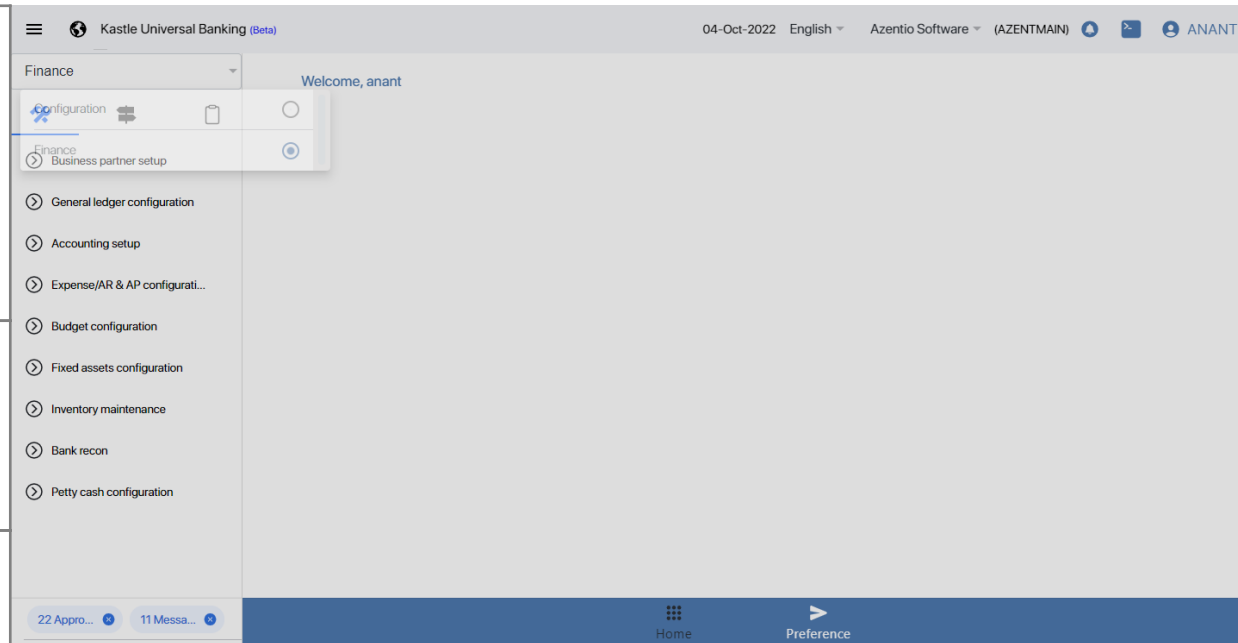 Kastle Universal Banking (Beta)
04-Oct-2022 English Azentio Software (AZENTMAIN) ANANT
Finance
Welcome, anant
Configuration
Finance
Business partner setup
General ledger configuration
Accounting setup
Expense/AR & AP configurati...
Budget configuration
Fixed assets configuration
Inventory maintenance
Bank recon
Petty cash configuration
22 Appro... 11 Messa...
Home Preference